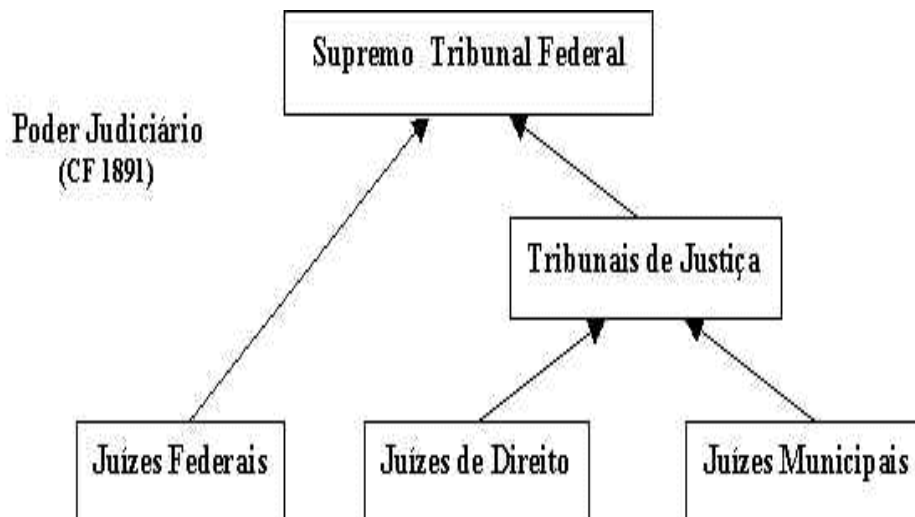 Supremo Tribunal Federal
Poder Judiciário
(CF 1891)
Tribunais de Justiça
Juízes Federais
Juízes de Direito
Juízes Municipais